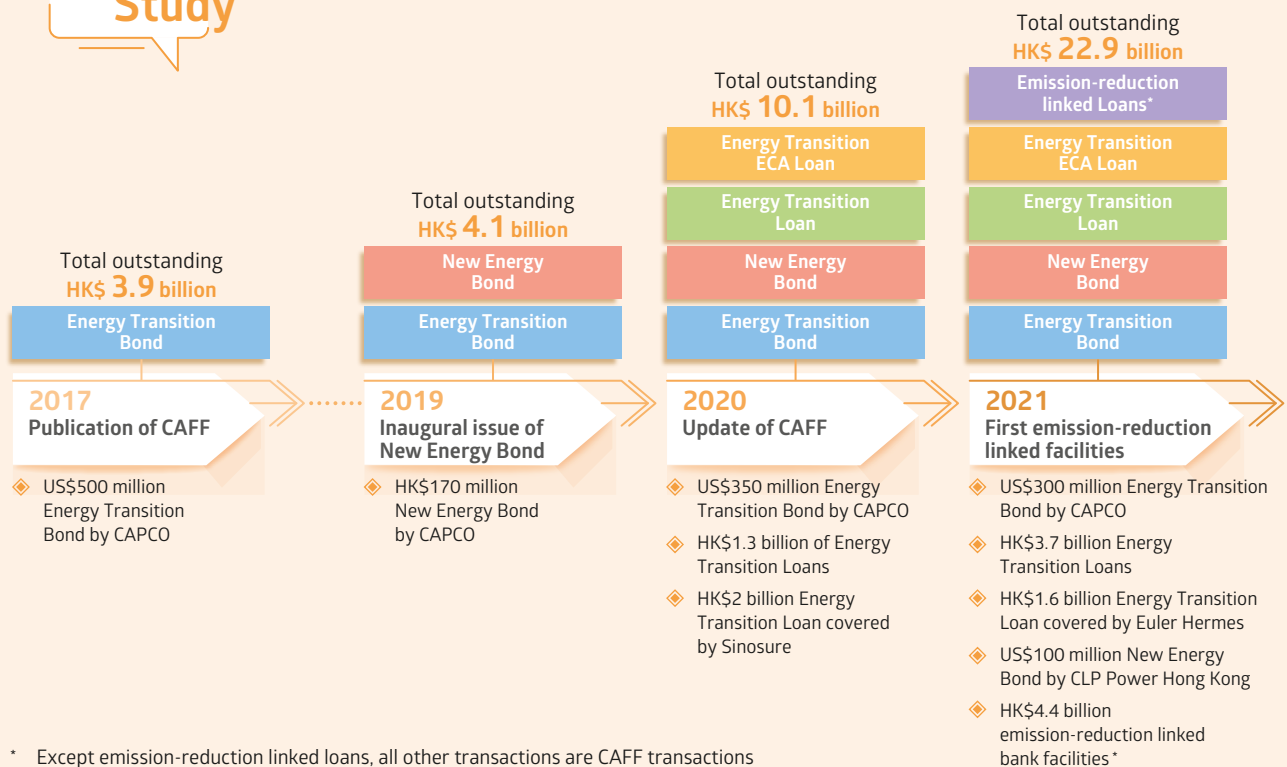 Study
Total outstanding
HK$ 3.9 billion
Energy Transition
Bond
2017
Publication of CAFF
US$500 million
Energy Transition
Bond by CAPCO
Total outstanding
HK$ 4.1 billion
New Energy
Bond
Energy Transition
Bond
2019
Inaugural issue of
New Energy Bond
HK$170 million
New Energy Bond
by CAPCO
Total outstanding
HK$ 10.1 billion
Energy Transition
ECA Loan
Energy Transition
Loan
New Energy
Bond
Energy Transition
Bond
2020
Update of CAFF
US$350 million Energy
Transition Bond by CAPCO
HK$1.3 billion of Energy
Transition Loans
HK$2 billion Energy
Transition Loan covered
by Sinosure
Total outstanding
HK$ 22.9 billion
Emission-reduction
linked Loans*
Energy Transition
ECA Loan
Energy Transition
Loan
New Energy
Bond
Energy Transition
Bond
2021
First emission-reduction
linked facilities
US$300 million Energy Transition
Bond by CAPCO
HK$3.7 billion Energy
Transition Loans
HK$1.6 billion Energy Transition
Loan covered by Euler Hermes
US$100 million New Energy
Bond by CLP Power Hong Kong
HK$4.4 billion
emission-reduction linked
bank facilities*
* Except emission-reduction linked loans, all other transactions are CAFF transactions